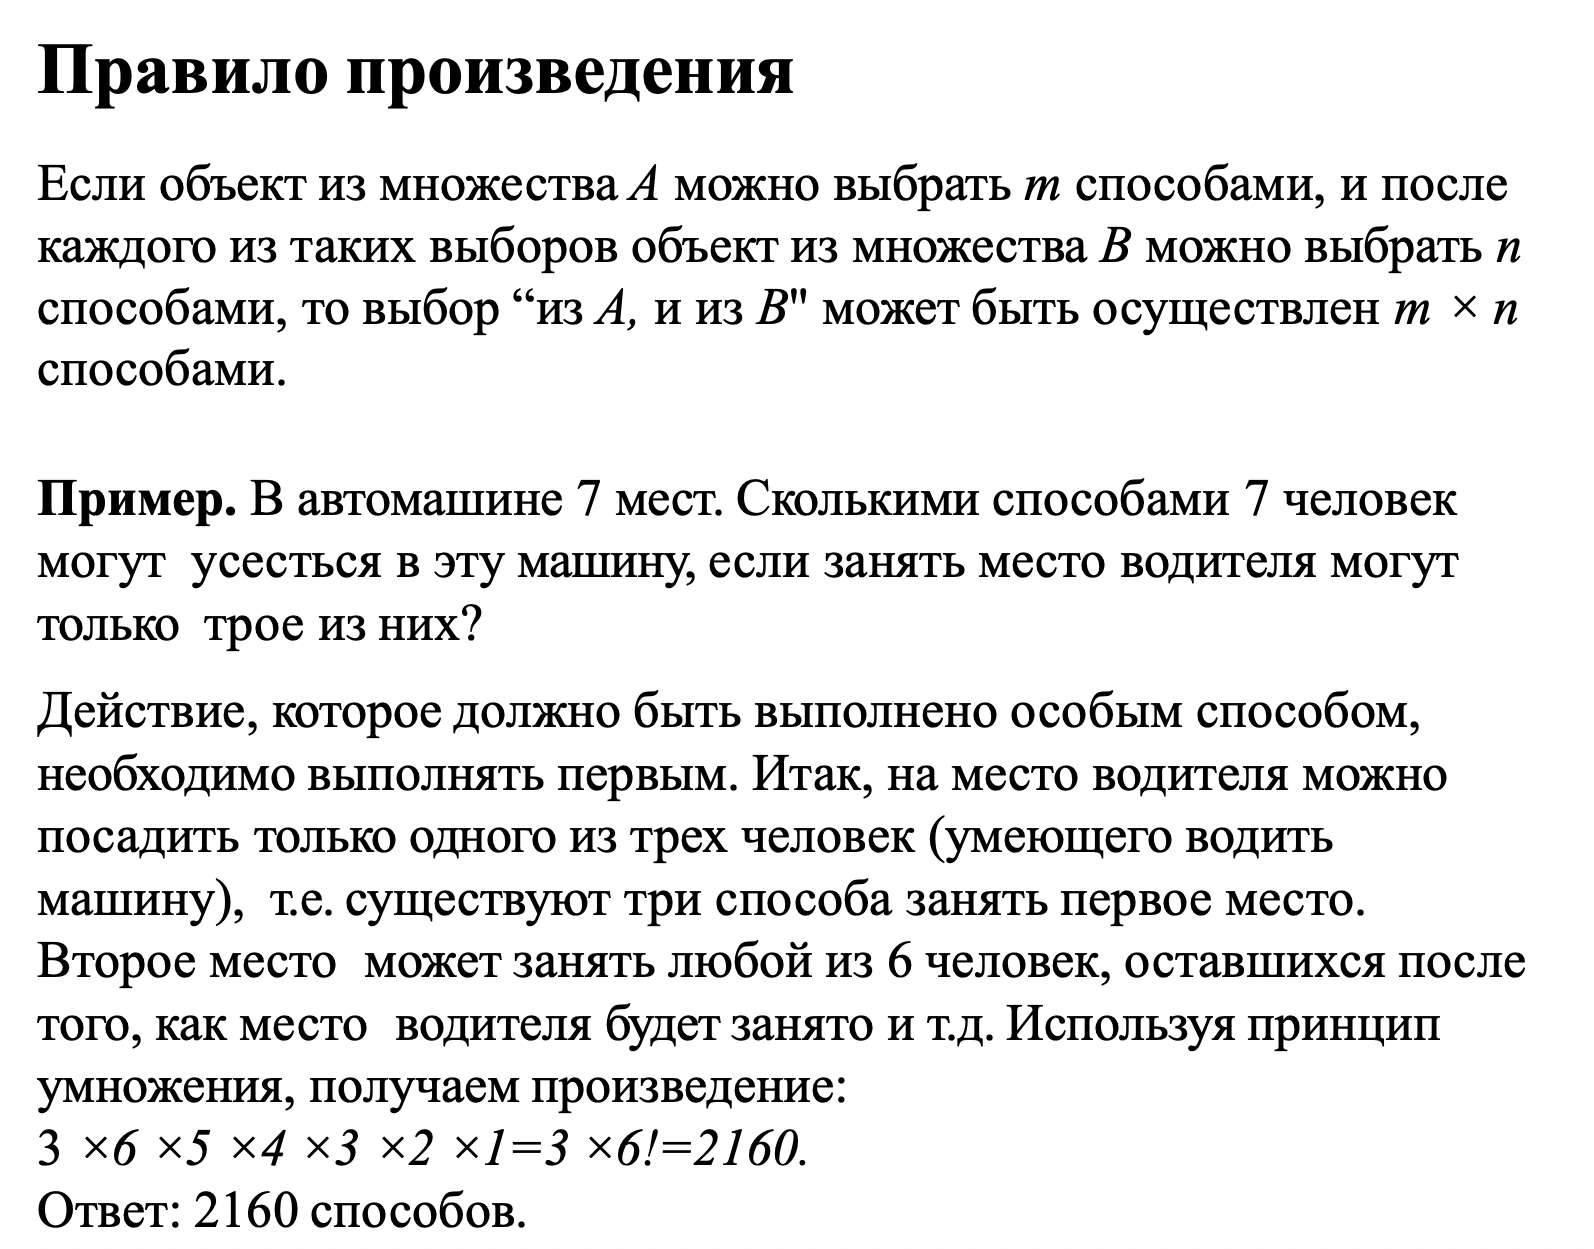 Правило произведения
Если объект из множества A можно выбрать m способами, и после
каждого из таких выборов объект из множества B можно выбрать n
способами, то выбор “из A, и из B" может быть осуществлен m × n
способами.
Пример. В автомашине 7 мест. Сколькими способами 7 человек
могут усесться в эту машину, если занять место водителя могут
только трое из них?
Действие, которое должно быть выполнено особым способом,
необходимо выполнять первым. Итак, на место водителя можно
посадить только одного из трех человек (умеющего водить
машину), т.е. существуют три способа занять первое место.
Второе место может занять любой из 6 человек, оставшихся после
того, как место водителя будет занято и т.д. Используя принцип
умножения, получаем произведение:
3 ×6 ×5 ×4 ×3 ×2 ×1=3 ×6!=2160.
Ответ: 2160 способов.